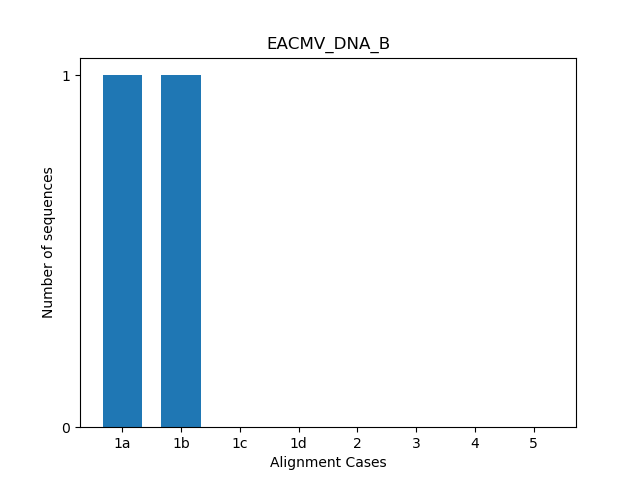 EACMV_DNA_B
Number of sequences
1
0
1a 1b 1c 1d 2 3 4 5
Alignment Cases